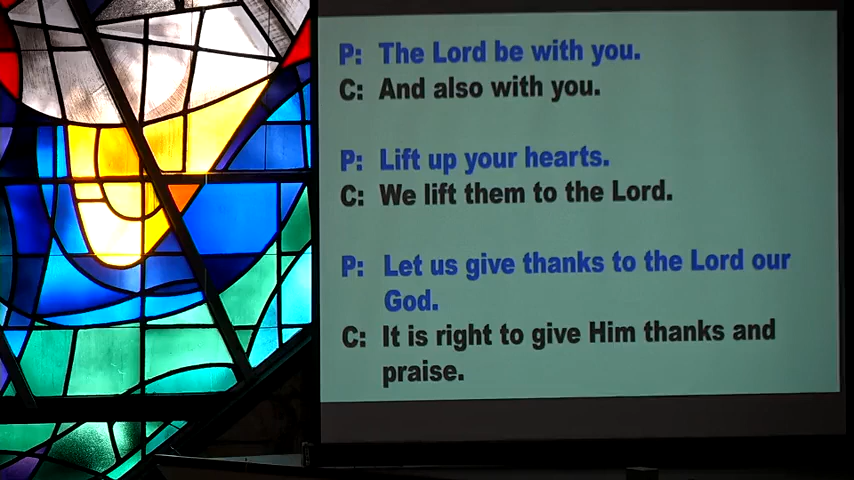 P: The Lord be with you.
C: And also with you.
P: Lift up your hearts.
C: We lift them to the Lord.
P: Let us give thanks to the Lord our
God.
C: It is right to give Him thanks and
praise.